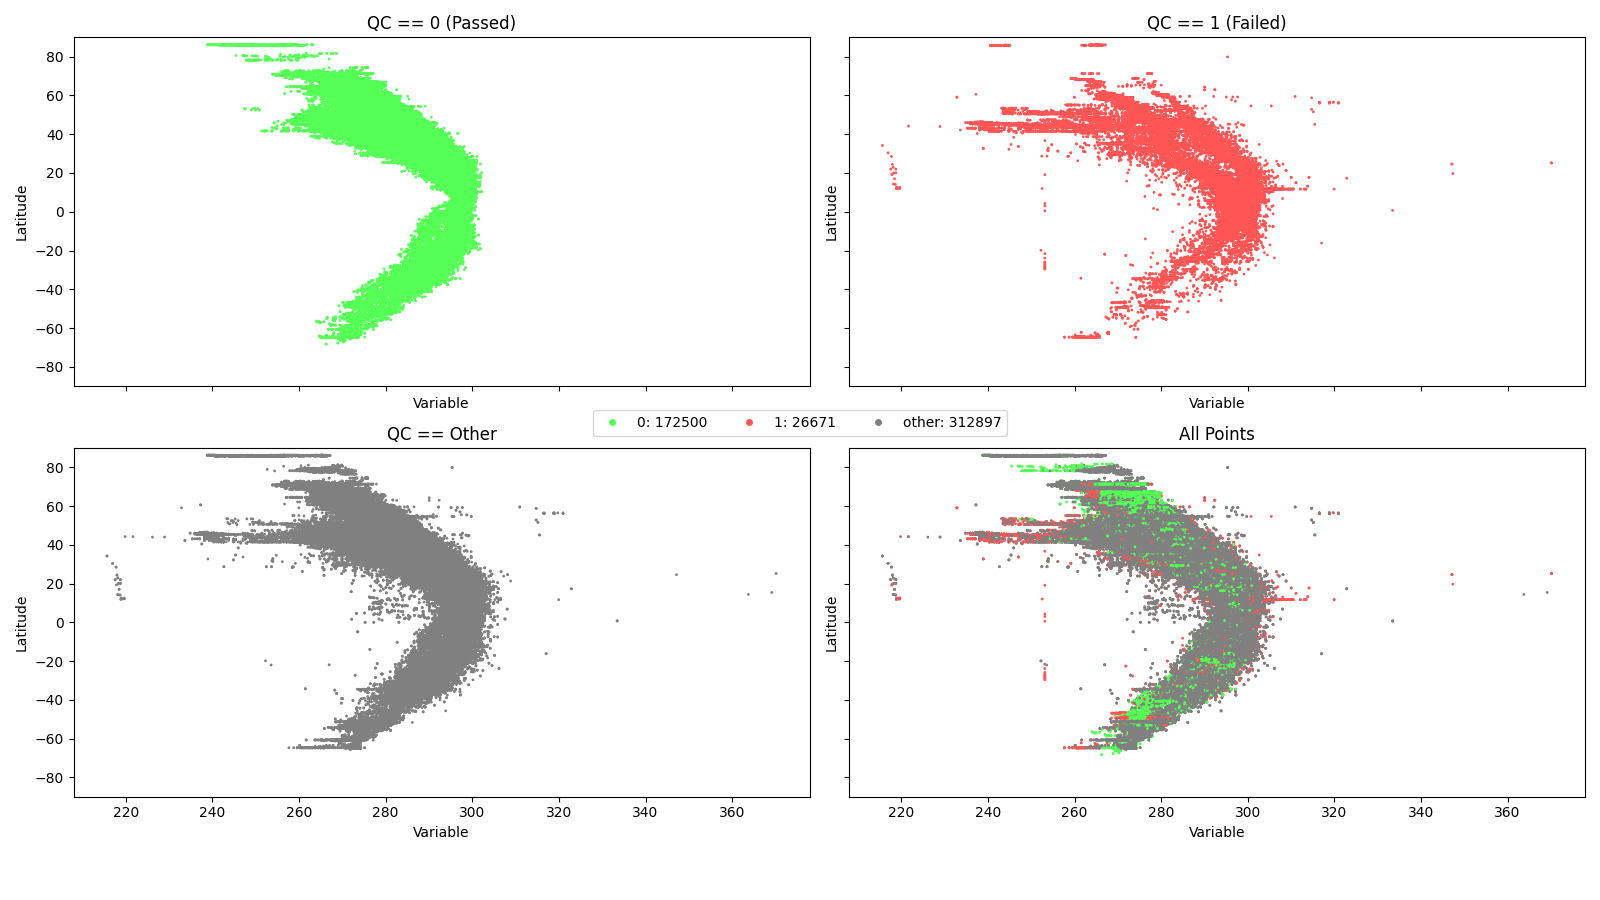 QC == 0 (Passed)
QC == 1 (Failed)
80
60
40
20
0
−20
−40
−60
−80
Latitude
Latitude
Variable
Variable
0: 172500
1: 26671
other: 312897
QC == Other
All Points
80
60
40
20
0
−20
−40
−60
−80
Latitude
Latitude
220 240 260 280 300 320 340 360
220 240 260 280 300 320 340 360
Variable
Variable